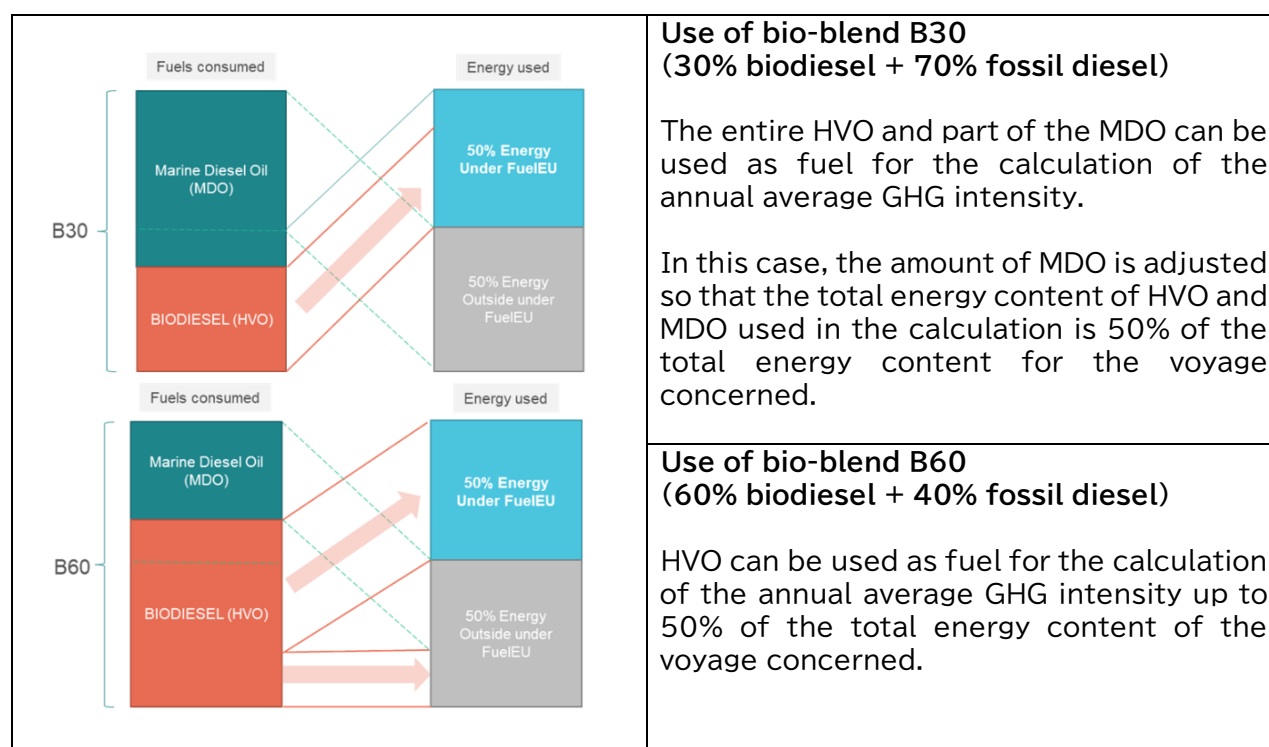 Fuels consumed
Energy used
Marine Diesel Oil
(MDO)
50% Energy
Under FuelEU
B30
BIODIESEL (HVO)
50% Energy
Outside under
FuelEU
Use of bio-blend B30
(30% biodiesel + 70% fossil diesel)
The entire HVO and part of the MDO can be
used as fuel for the calculation of the
annual average GHG intensity.
In this case, the amount of MDO is adjusted
so that the total energy content of HVO and
MDO used in the calculation is 50% of the
total energy content for the voyage
concerned.
Fuels consumed
Energy used
Marine Diesel Oil
(MDO)
50% Energy
Under FuelEU
B60
BIODIESEL (HVO)
50% Energy
Outside under
FuelEU
Use of bio-blend B60
(60% biodiesel + 40% fossil diesel)
HVO can be used as fuel for the calculation
of the annual average GHG intensity up to
50% of the total energy content of the
voyage concerned.